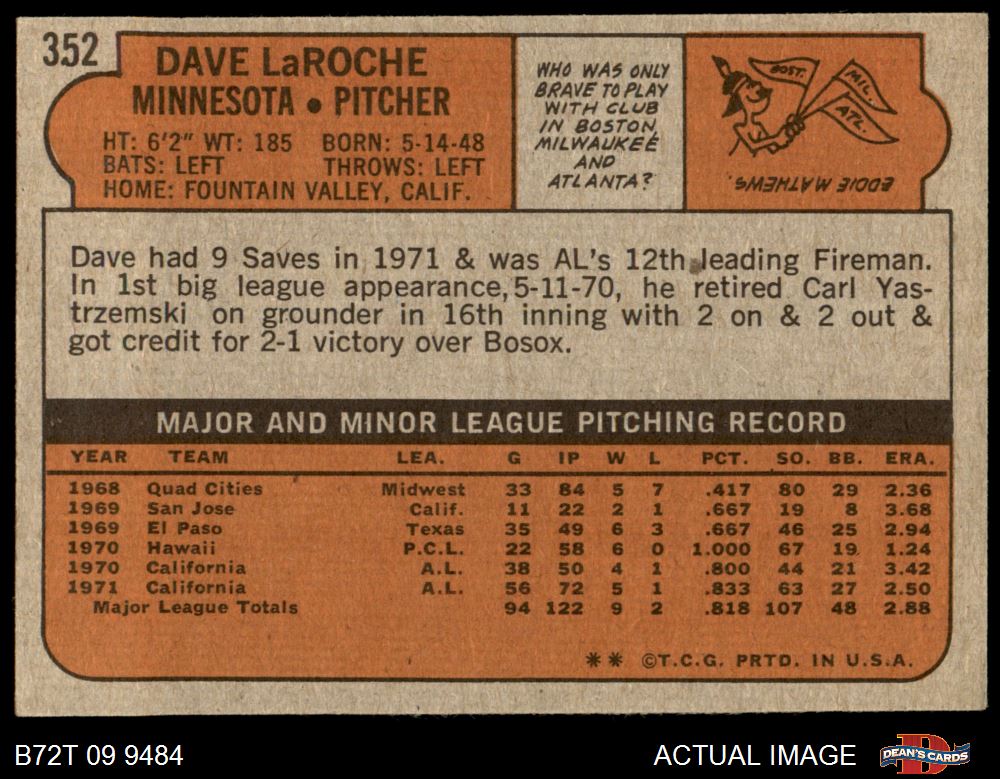 352
DAVE LaROCHE
MINNESOTA • PITCHER
HT: 6'2" WT: 185 BORN: 5-14-48
BATS: LEFT THROWS: LEFT
HOME: FOUNTAIN VALLEY, CALIF.
WHO WAS ONLY
BRAVE TO PLAY
WITH CLUB
IN BOSTON,
MILWAUKEE
AND
ATLANTA?
BOST.
MIL.
ATL.
EDDIE MATHEWS.
Dave had 9 Saves in 1971 & was AL's 12th leading Fireman.
In 1st big league appearance, 5-11-70, he retired Carl Yas-
trzemski on grounder in 16th inning with 2 on & 2 out &
got credit for 2-1 victory over Bosox.
MAJOR AND MINOR LEAGUE PITCHING RECORD
YEAR TEAM LEA. G IP W L PCT. SO. BB. ERA.
1968 Quad Cities Midwest 33 84 5 7 .417 80 29 2.36
1969 San Jose Calif. 11 22 2 1 .667 19 8 3.68
1969 El Paso Texas 35 49 6 3 .667 46 25 2.94
1970 Hawaii P.C.L. 22 58 6 0 1.000 67 19 1.24
1970 California A.L. 38 50 4 1 .800 44 21 3.42
1971 California A.L. 56 72 5 1 .833 63 27 2.50
Major League Totals 94 122 9 2 .818 107 48 2.88
** ©T.C.G. PRTD. IN U.S.A.
B72T 09 9484
ACTUAL IMAGE
DEAN'S CARDS